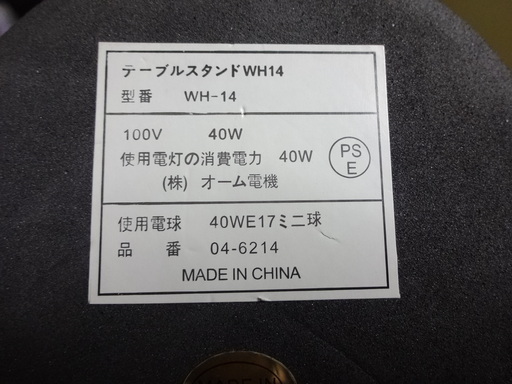 テーブルスタンドWH14
型番 WH-14
100V 40W
使用電灯の消費電力 40W
PS
E
(株) オーム電機
使用電球 40WE17ミニ球
品番 04-6214
MADE IN CHINA
MADE IN